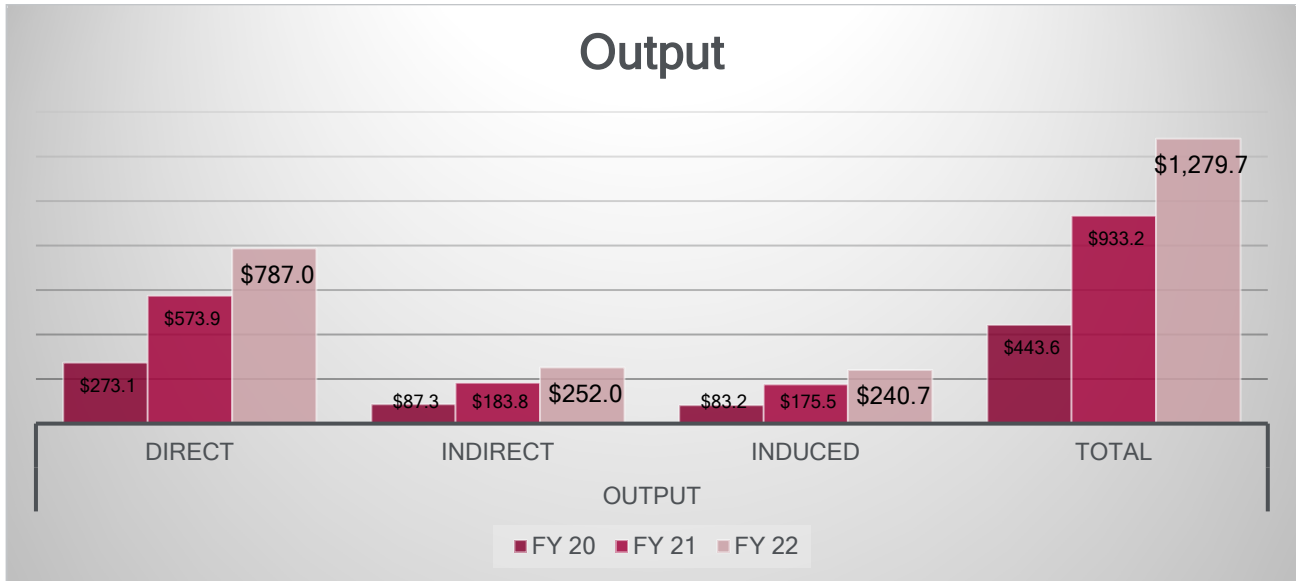 Output
$1,279.7
$933.2
$787.0
$573.9
$443.6
$273.1
$87.3
$183.8
$252.0
$83.2
$175.5
$240.7
DIRECT
INDIRECT
INDUCED
TOTAL
OUTPUT
FY 20
FY 21
FY 22